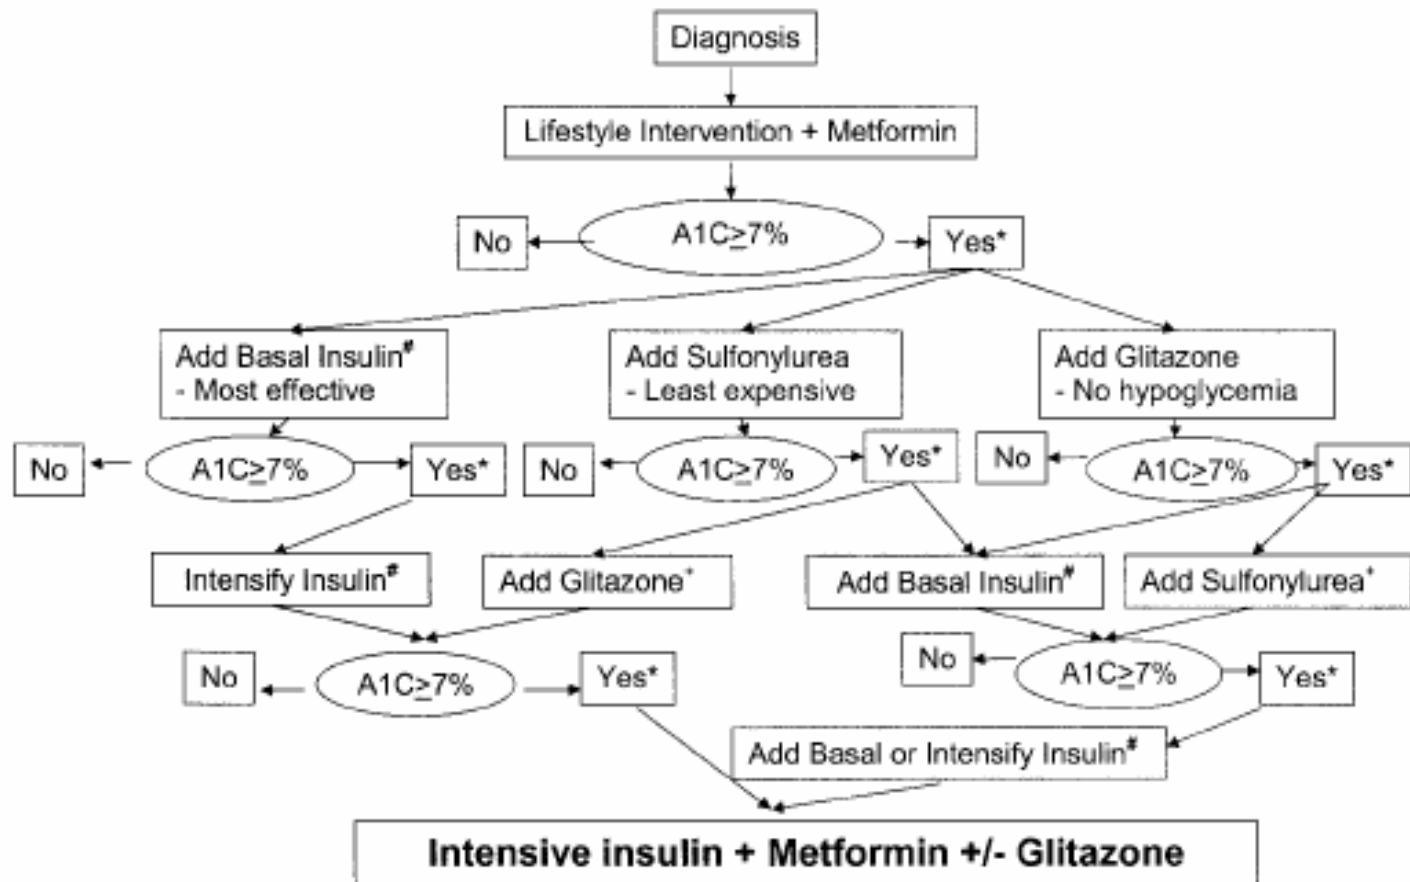 Diagnosis
Lifestyle Intervention + Metformin
No
A1C≥7%
Yes*
Add Basal Insulin#
- Most effective
Add Sulfonylurea
- Least expensive
Add Glitazone
- No hypoglycemia
No
A1C≥7%
Yes*
No
A1C≥7%
Yes*
No
A1C≥7%
Yes*
Intensify Insulin#
Add Glitazone+
Add Basal Insulin#
Add Sulfonylurea+
No
A1C≥7%
Yes*
No
A1C≥7%
Yes*
Add Basal or Intensify Insulin#
Intensive insulin + Metformin +/- Glitazone